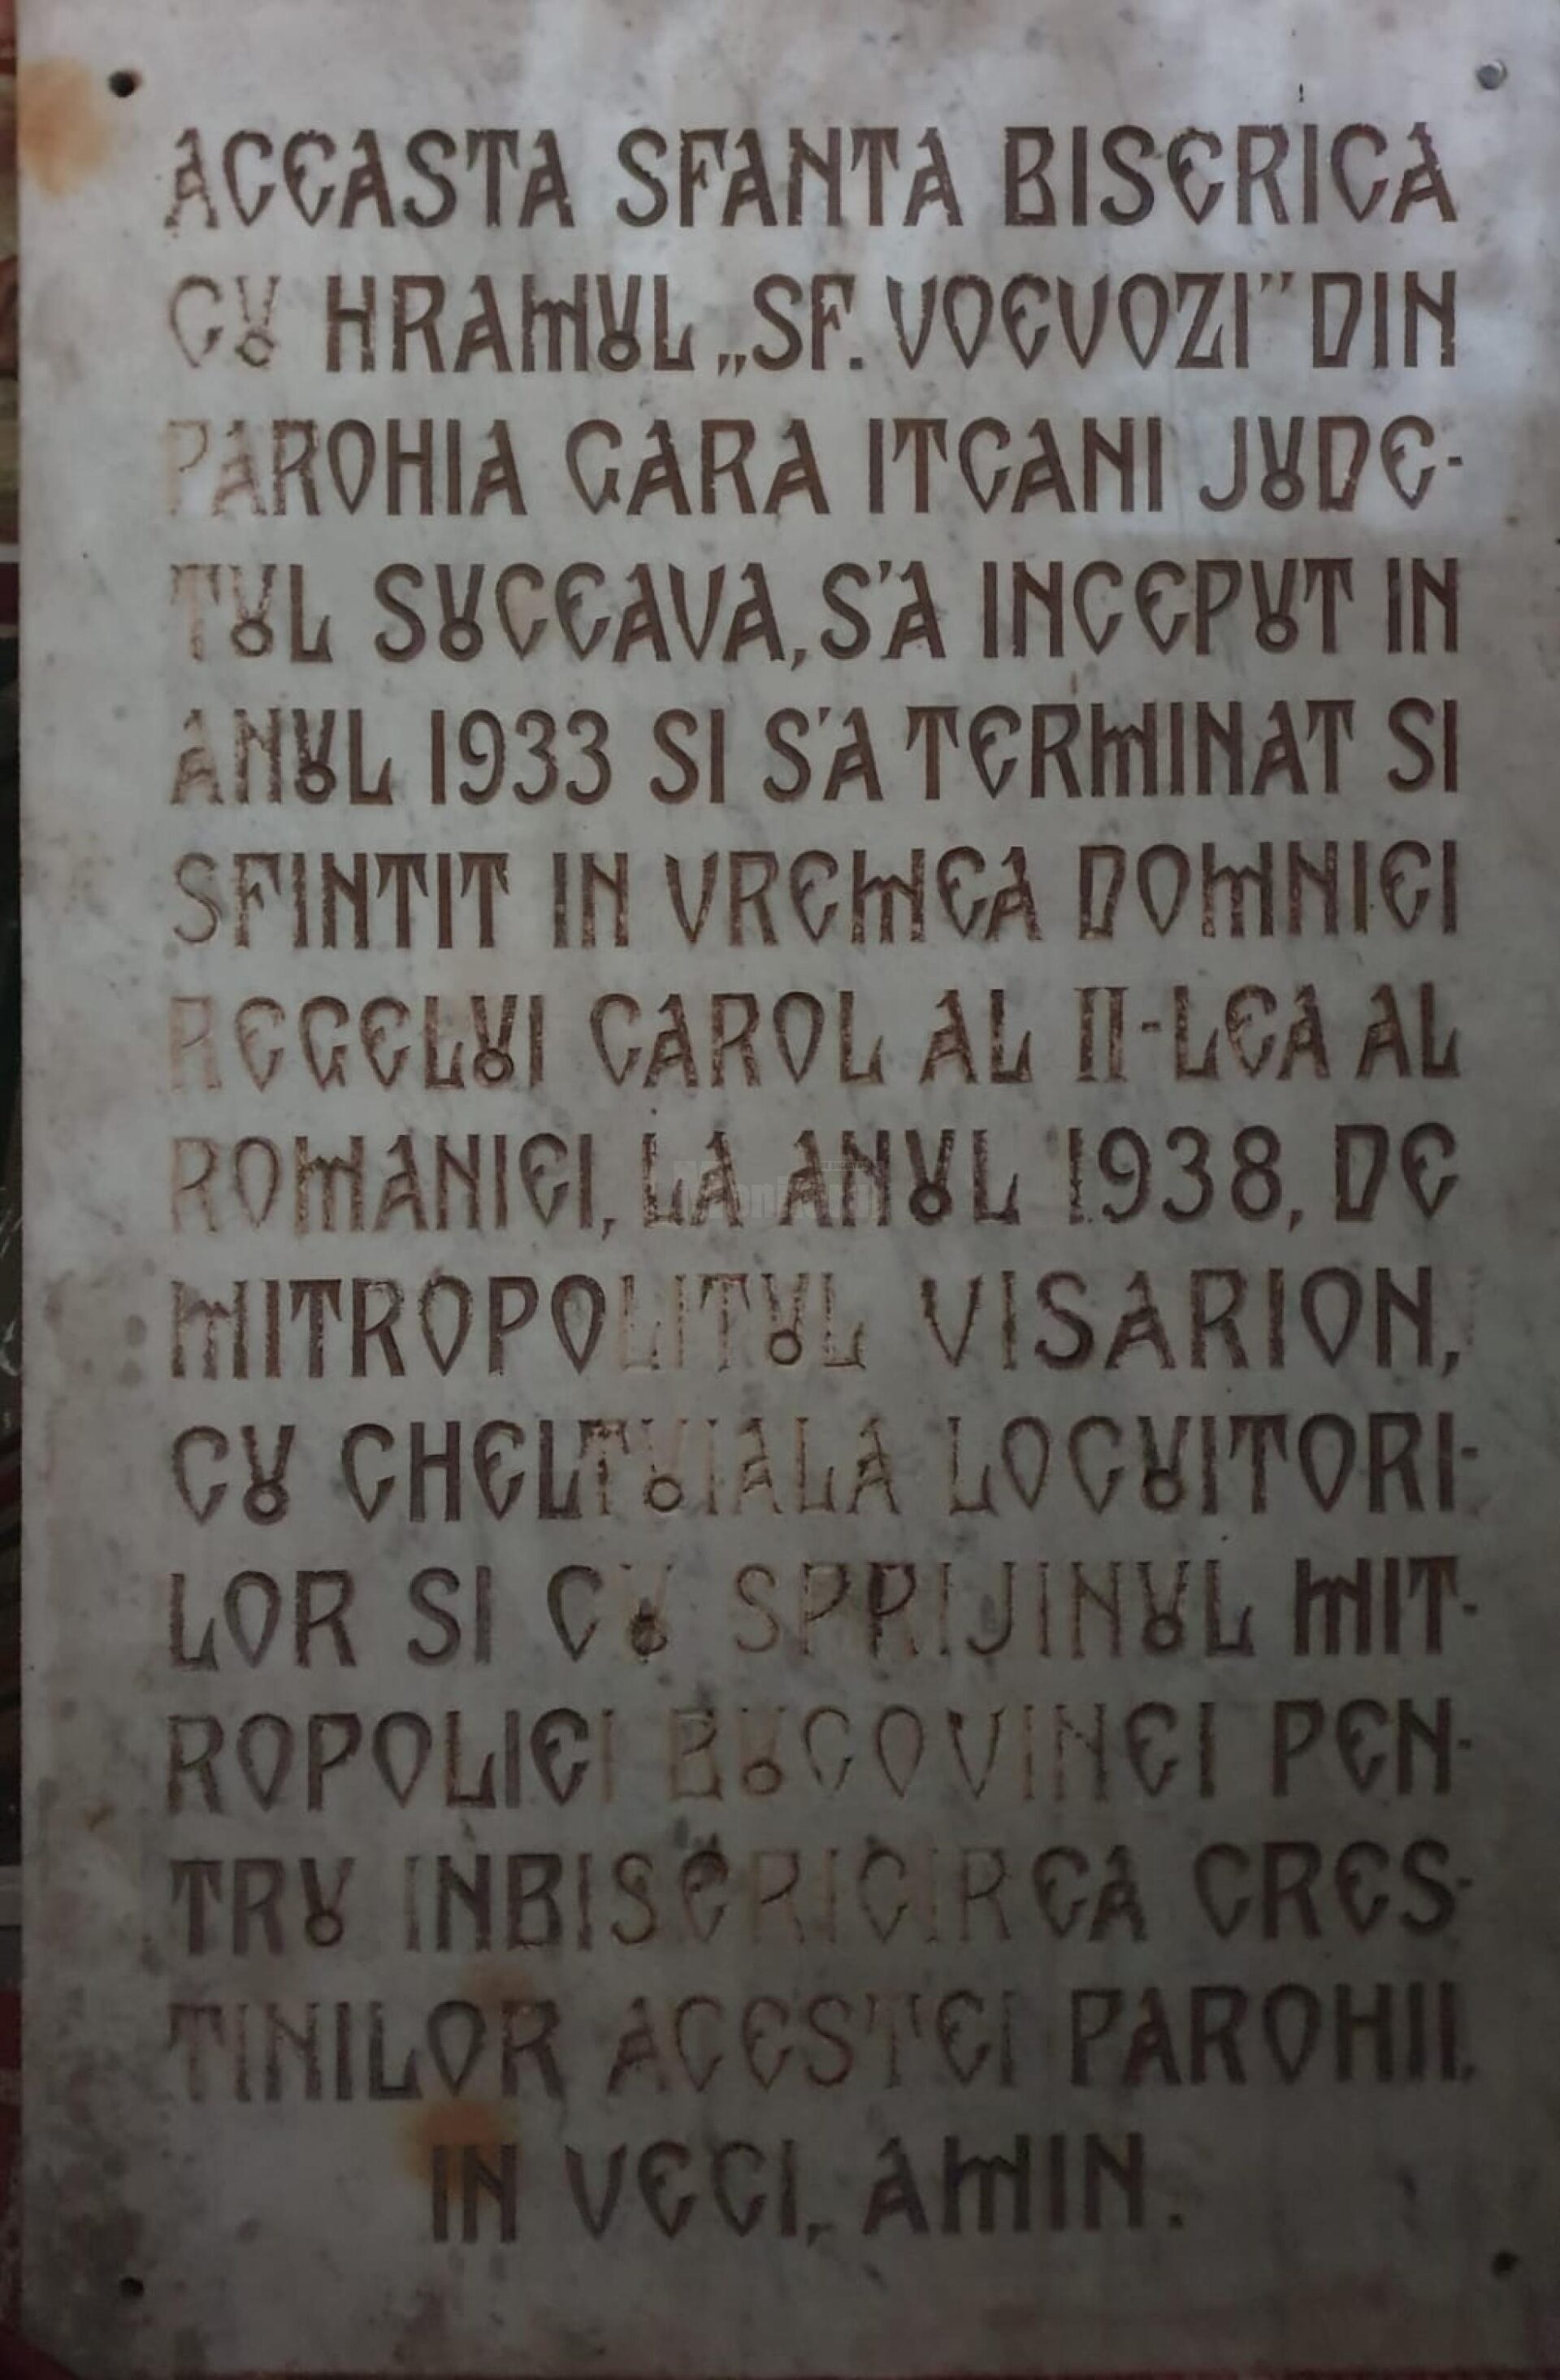 ACEASTA SFANTA BISERICA
CU HRAMUL „SF. VOEVOZI” DIN
PAROHIA GARA ITCANI JUDE-
TUL SUCEAVA, S'A INCEPUT IN
ANUL 1933 SI S'A TERMINAT SI
SFINTIT IN VREMEA DOMNIEI
REGELUI CAROL AL II-LEA AL
ROMANIEI, LA ANUL 1938, DE
MITROPOLITUL VISARION,
CU CHELTUIALA LOCUITORI-
LOR SI CU SPRIJINUL MIT-
ROPOLIEI BUCOVINEI PEN-
TRU INBISERICIREA CRES-
TINILOR ACESTEI PAROHII.
IN VECI, AMIN.